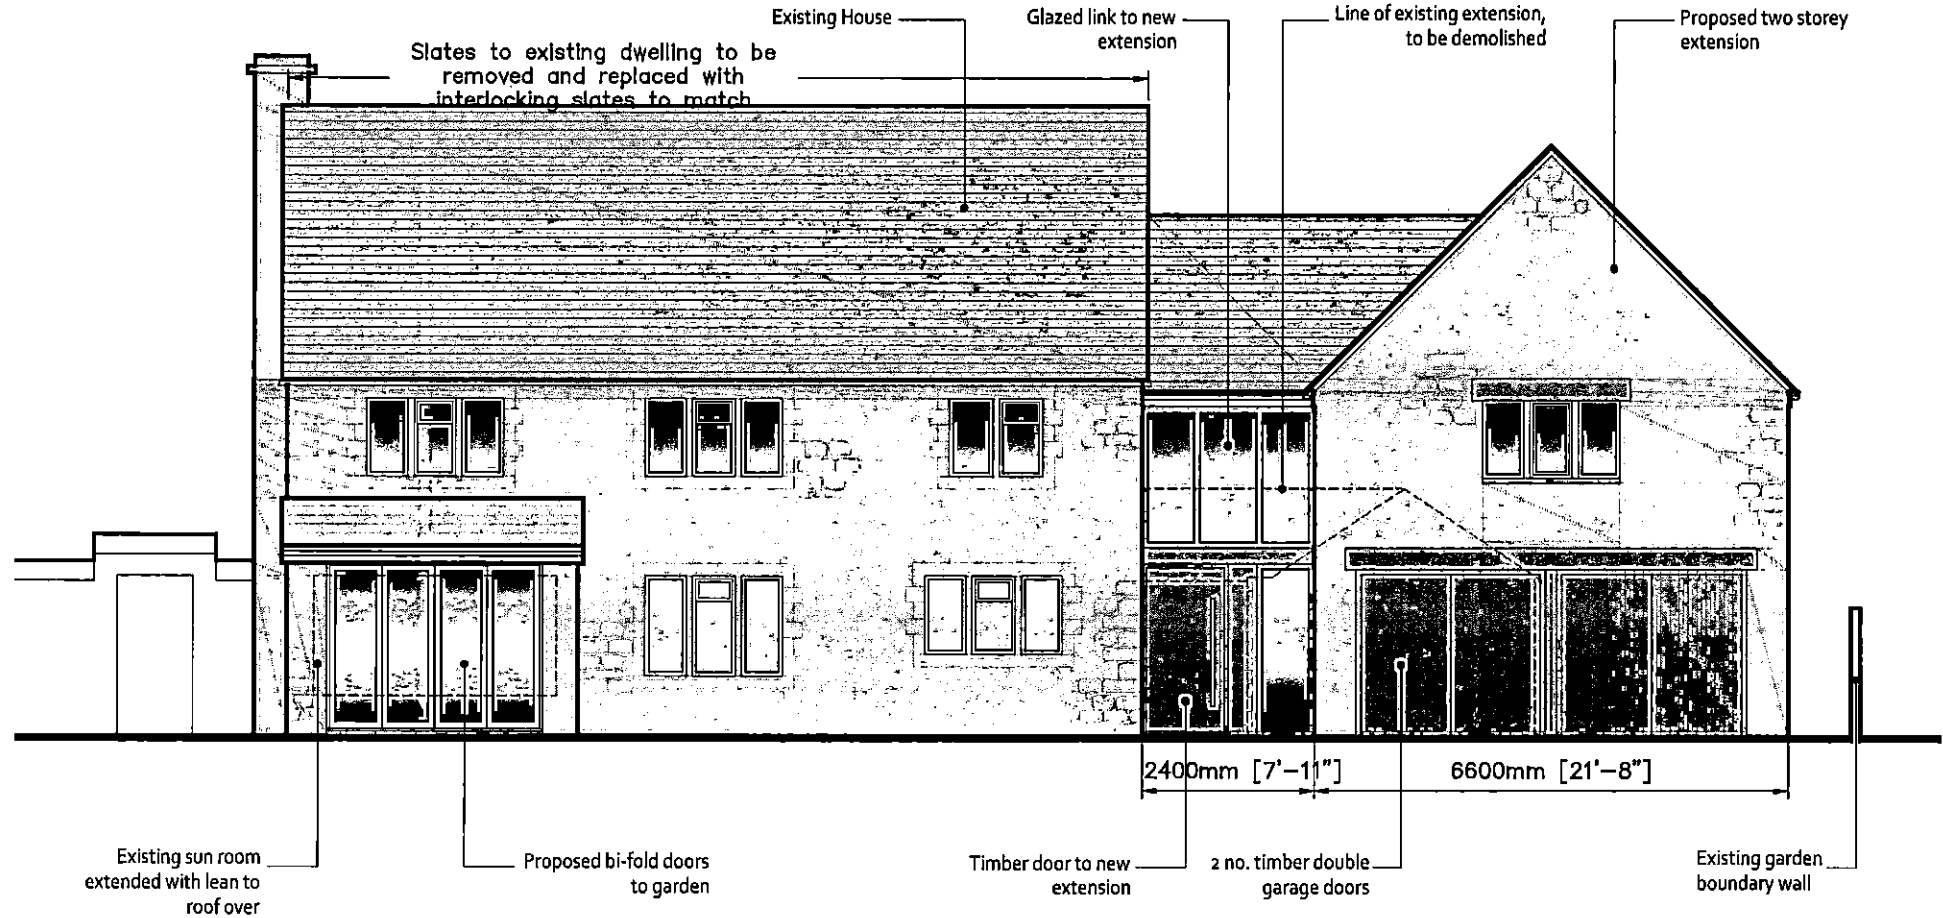 Existing House
Glazed link to new
extension
Line of existing extension,
to be demolished
Proposed two storey
extension
Slates to existing dwelling to be
removed and replaced with
interlocking slates to match
2400mm [7'-11"]
6600mm [21'-8"]
Existing sun room
extended with lean to
roof over
Proposed bi-fold doors
to garden
Timber door to new
extension
2 no. timber double
garage doors
Existing garden
boundary wall